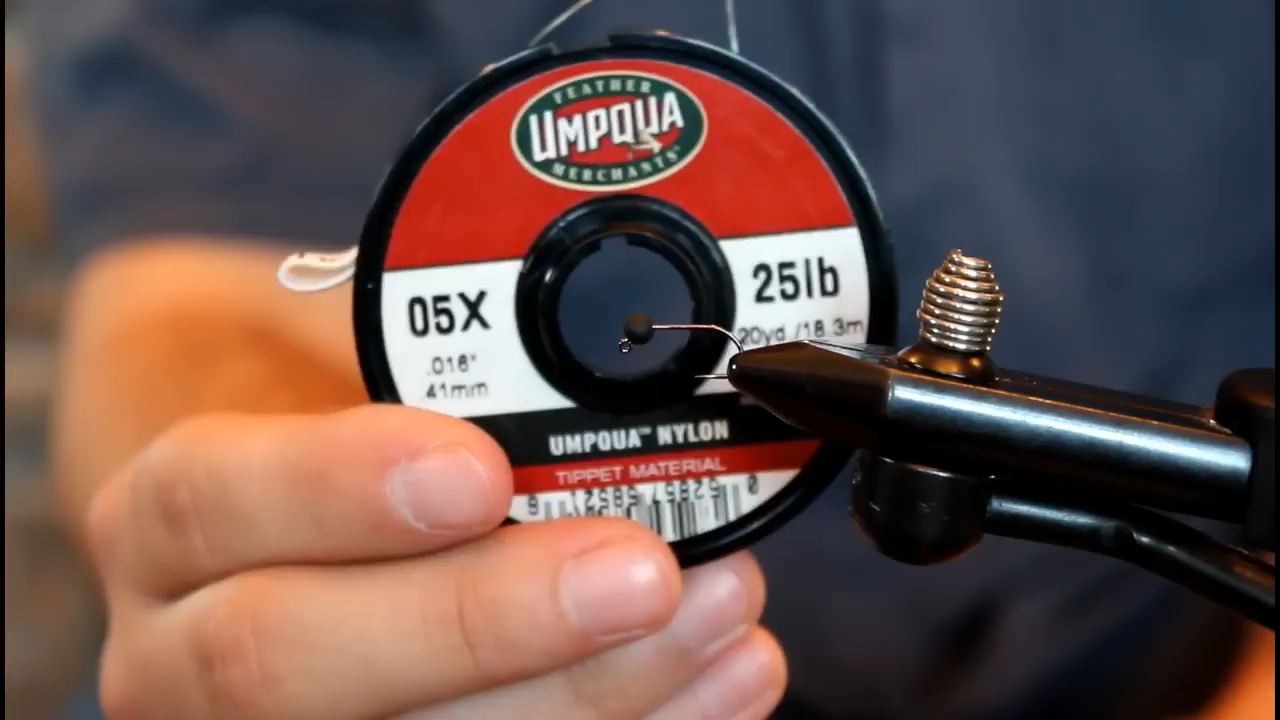 FEATHER
UMPQUA
MERCHANTS
05X
25lb
.016"
20yd /18.3m
.41mm
UMPQUA™ NYLON
TIPPET MATERIAL